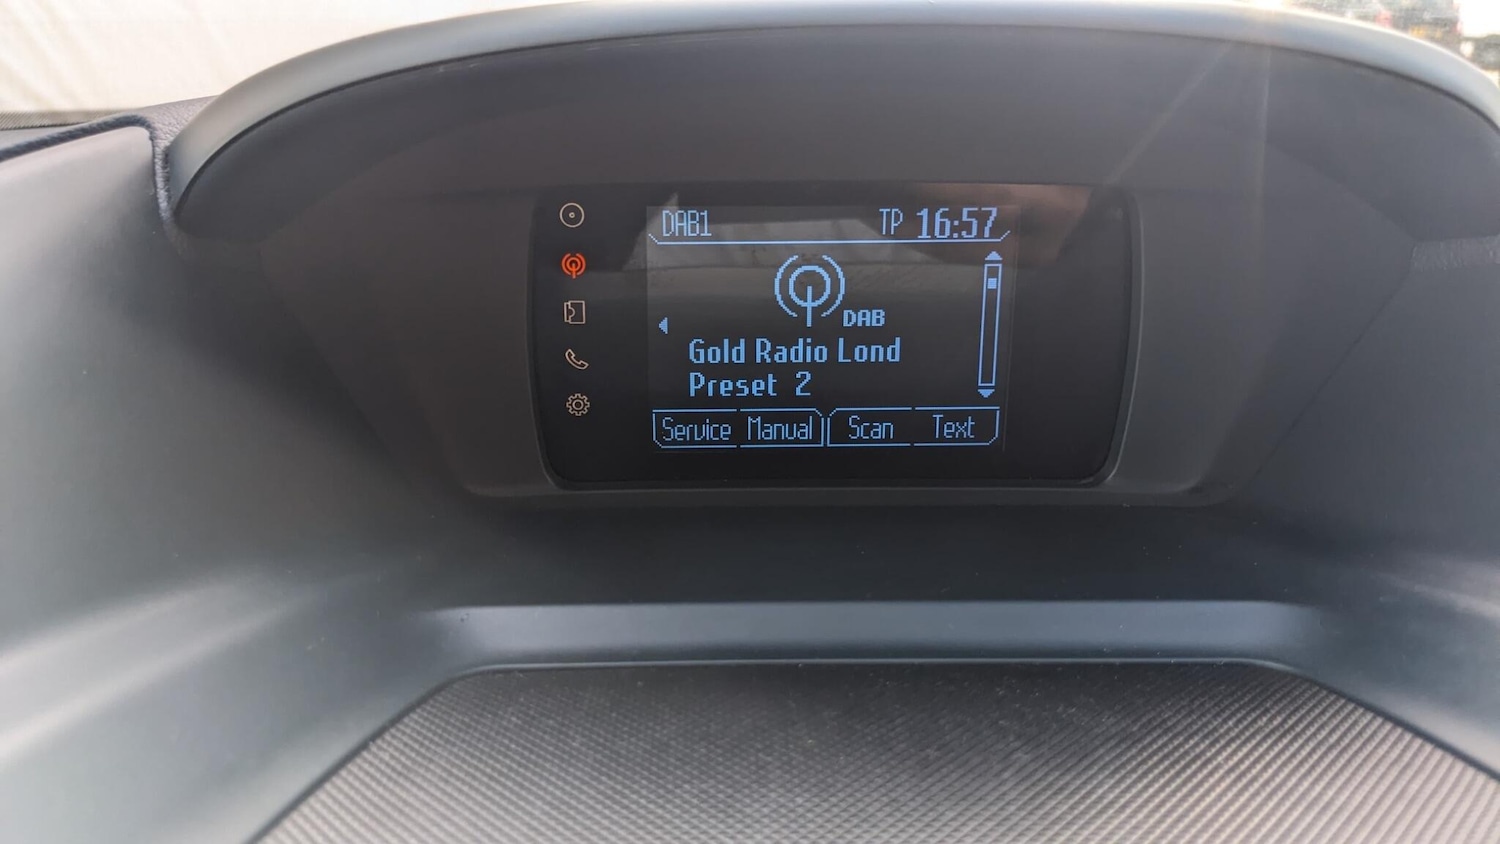 DAB1 TP 16:57
DAB
Gold Radio Lond
Preset 2
Service Manual Scan Text